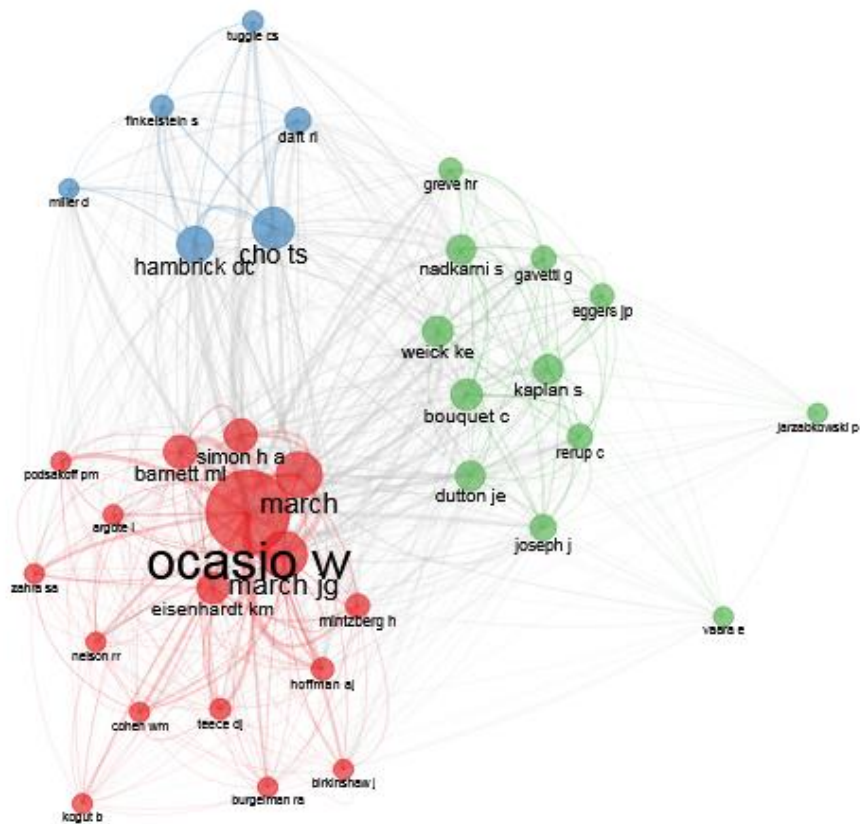 tuggle cs
finkelstein s
daft rl
miller d
greve hr
hambrick dc
cho ts
nadkarni s
gavetti g
eggers jp
weick ke
kaplan s
bouquet c
jarzabkowski p
rerup c
simon h a
barnett ml
podsakoff pm
dutton je
march
argote l
joseph j
ocasio w
zahra sa
march jg
eisenhardt km
mintzberg h
vaara e
nelson rr
hoffman aj
cohen wm
teece dj
birkinshaw j
burgelman ra
kogut b